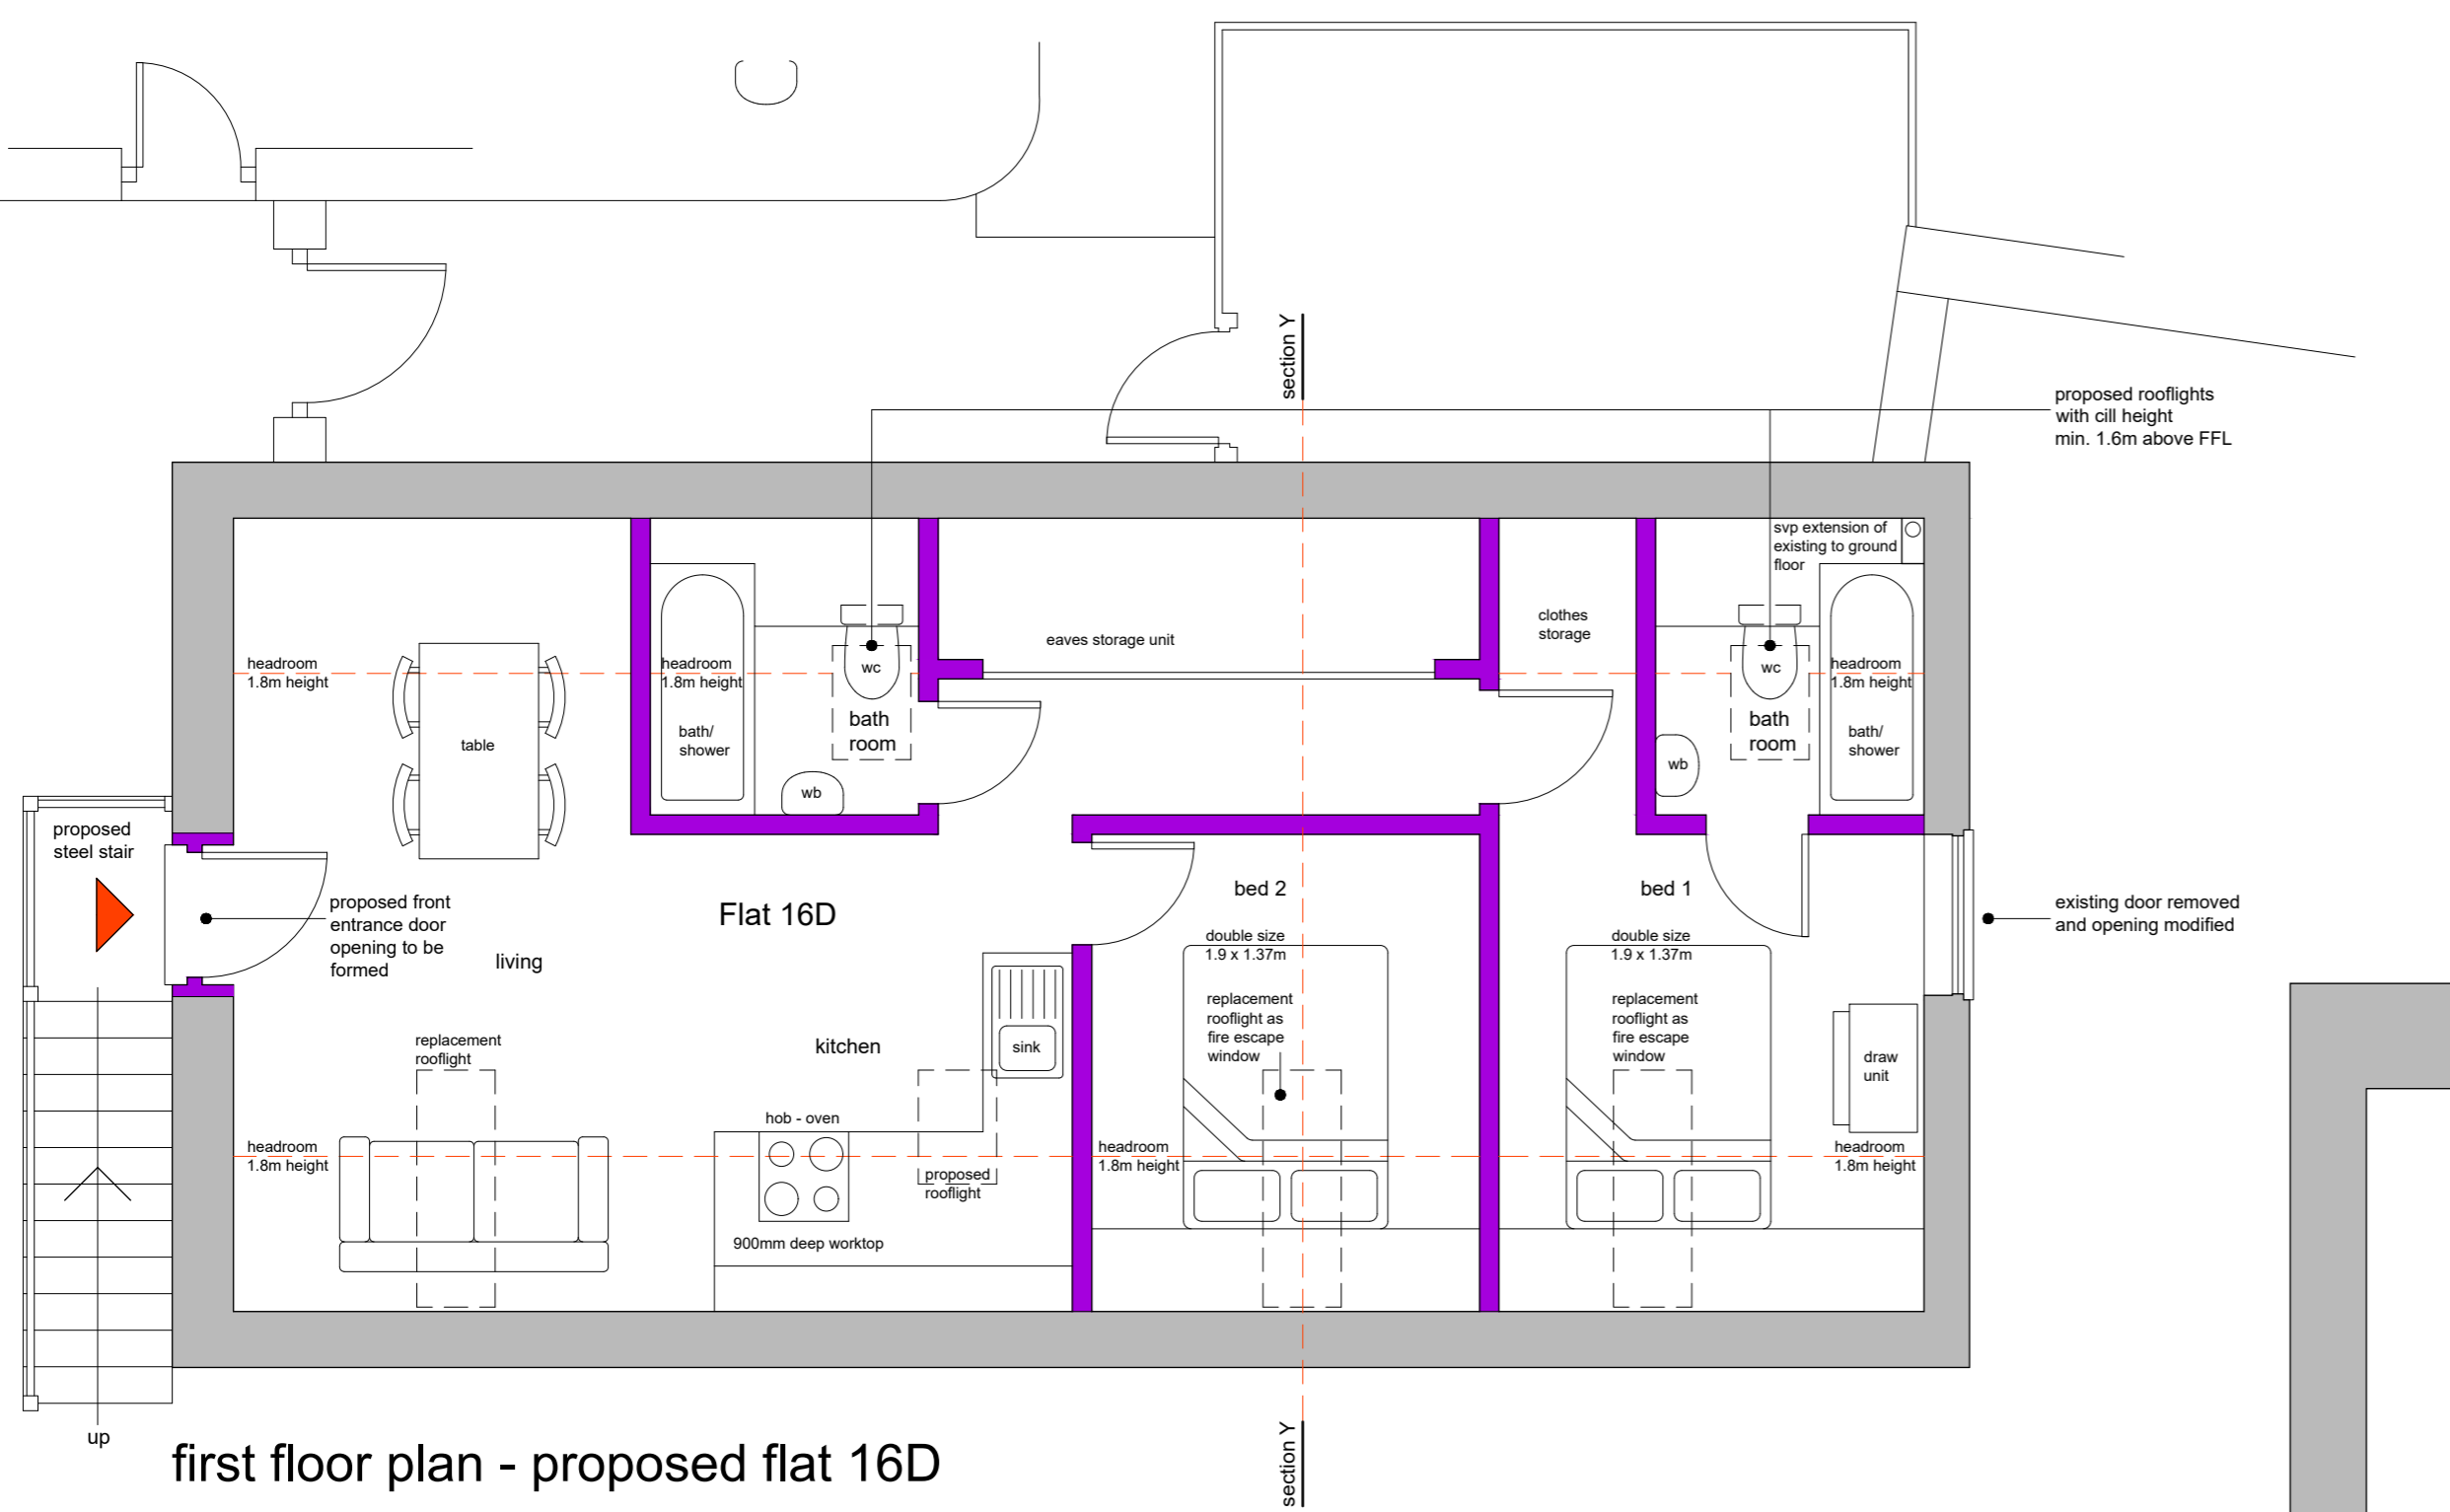 section Y
proposed rooflights
with cill height
min. 1.6m above FFL
svp extension of
existing to ground
floor
clothes
storage
eaves storage unit
headroom
1.8m height
headroom
1.8m height
wc
wc
headroom
1.8m height
bath
room
bath
room
bath/
shower
bath/
shower
table
wb
wb
proposed
steel stair
bed 2
bed 1
Flat 16D
proposed front
entrance door
opening to be
formed
existing door removed
and opening modified
double size
1.9 x 1.37m
double size
1.9 x 1.37m
living
replacement
rooflight as
fire escape
window
replacement
rooflight as
fire escape
window
replacement
rooflight
kitchen
sink
draw
unit
hob - oven
headroom
1.8m height
headroom
1.8m height
headroom
1.8m height
proposed
rooflight
900mm deep worktop
up
section Y
first floor plan - proposed flat 16D